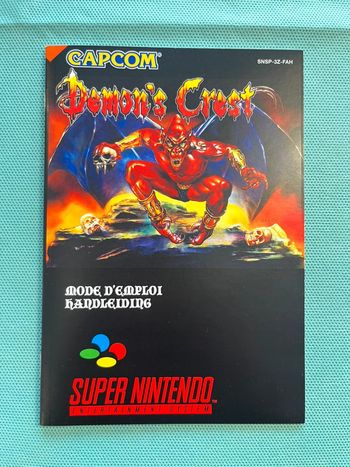 CAPCOM
SNSP-3Z-FAH
Demon's Crest
MODE D'EMPLOI
HANDLEIDING
SUPER NINTENDO
ENTERTAINMENT SYSTEM